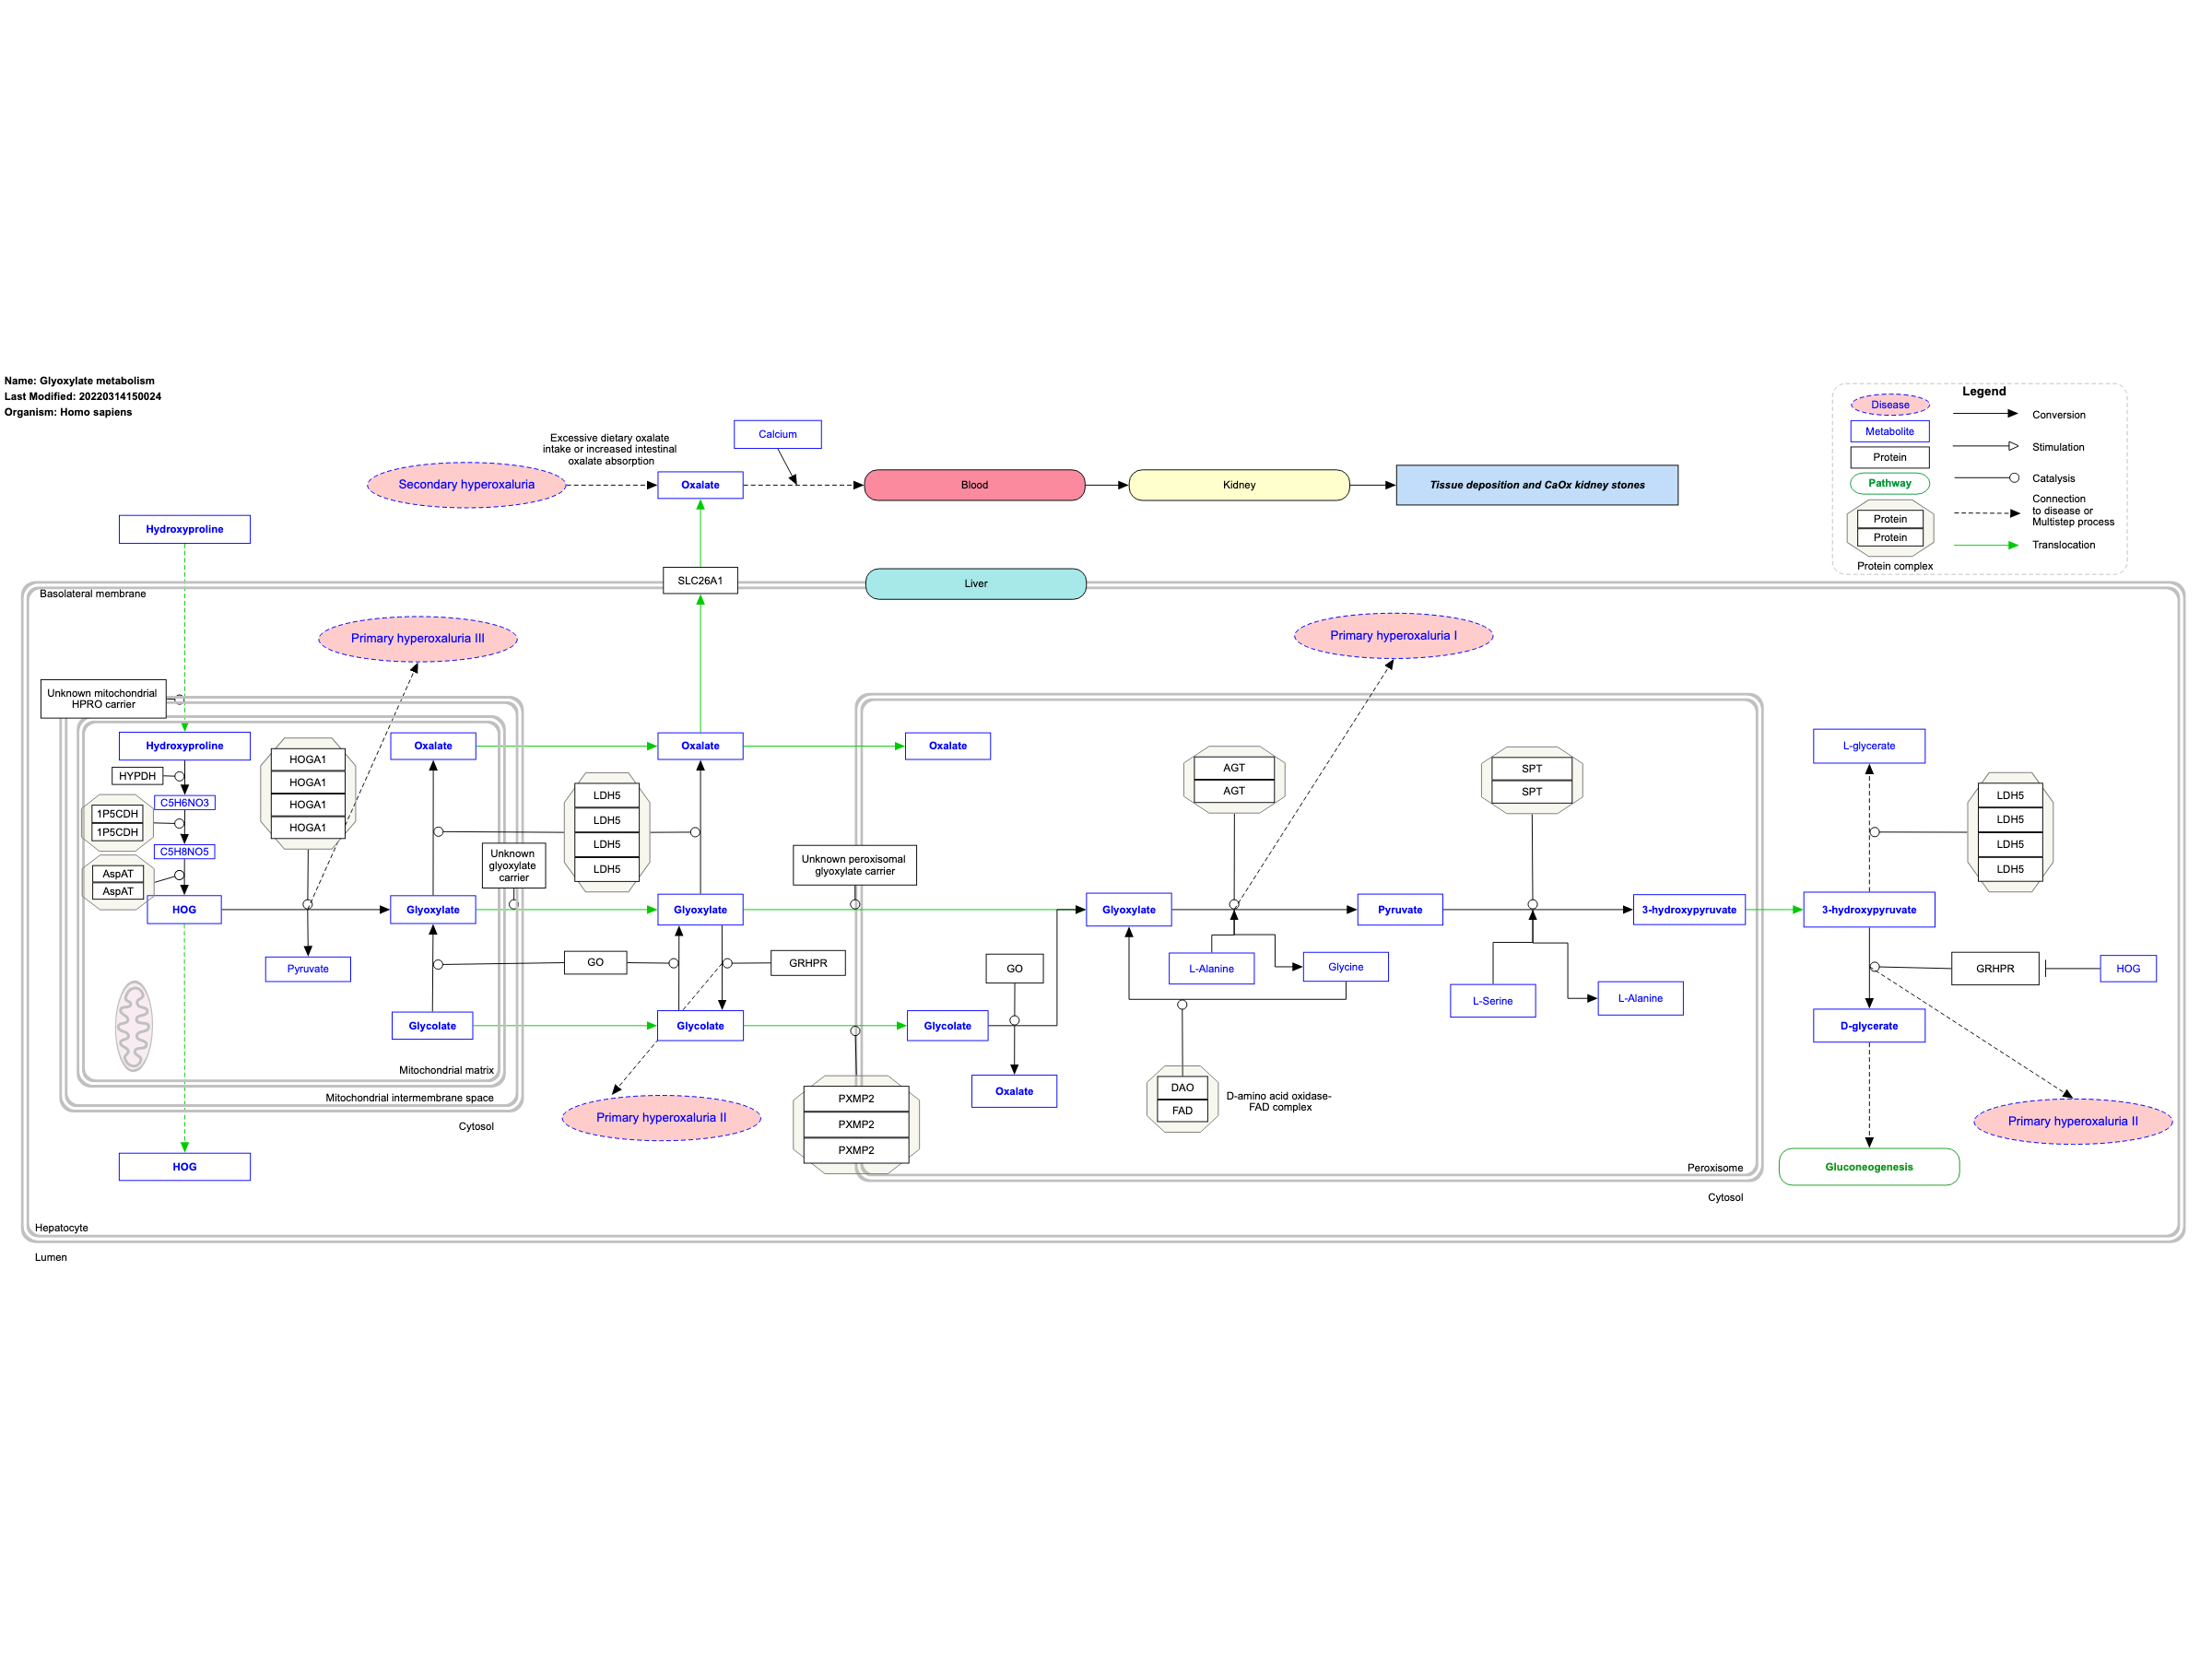 Name: Glyoxylate metabolism
Last Modified: 20220314150024
Organism: Homo sapiens
Legend
Disease
Metabolite
Protein
Pathway
Protein
Protein
Protein complex
Conversion
Stimulation
Catalysis
Connection
to disease or
Multistep process
Translocation
Calcium
Excessive dietary oxalate
intake or increased intestinal
oxalate absorption
Secondary hyperoxaluria
Oxalate
Blood
Kidney
Tissue deposition and CaOx kidney stones
Hydroxyproline
SLC26A1
Liver
Basolateral membrane
Primary hyperoxaluria III
Primary hyperoxaluria I
Unknown mitochondrial
HPRO carrier
Hydroxyproline
HYPDH
C5H6NO3
1P5CDH
1P5CDH
C5H8NO5
AspAT
AspAT
HOG
HOGA1
HOGA1
HOGA1
HOGA1
Pyruvate
Oxalate
Glyoxylate
Glycolate
Unknown
glyoxylate
carrier
Mitochondrial matrix
Mitochondrial intermembrane space
Cytosol
HOG
LDH5
LDH5
LDH5
LDH5
GO
Oxalate
Glyoxylate
Glycolate
GRHPR
Primary hyperoxaluria II
Unknown peroxisomal
glyoxylate carrier
PXMP2
PXMP2
PXMP2
Oxalate
Glycolate
GO
Oxalate
Glyoxylate
AGT
AGT
L-Alanine
Glycine
DAO
FAD
D-amino acid oxidase-
FAD complex
Pyruvate
SPT
SPT
L-Serine
L-Alanine
3-hydroxypyruvate
Peroxisome
Cytosol
L-glycerate
LDH5
LDH5
LDH5
LDH5
3-hydroxypyruvate
GRHPR
HOG
D-glycerate
Primary hyperoxaluria II
Gluconeogenesis
Hepatocyte
Lumen